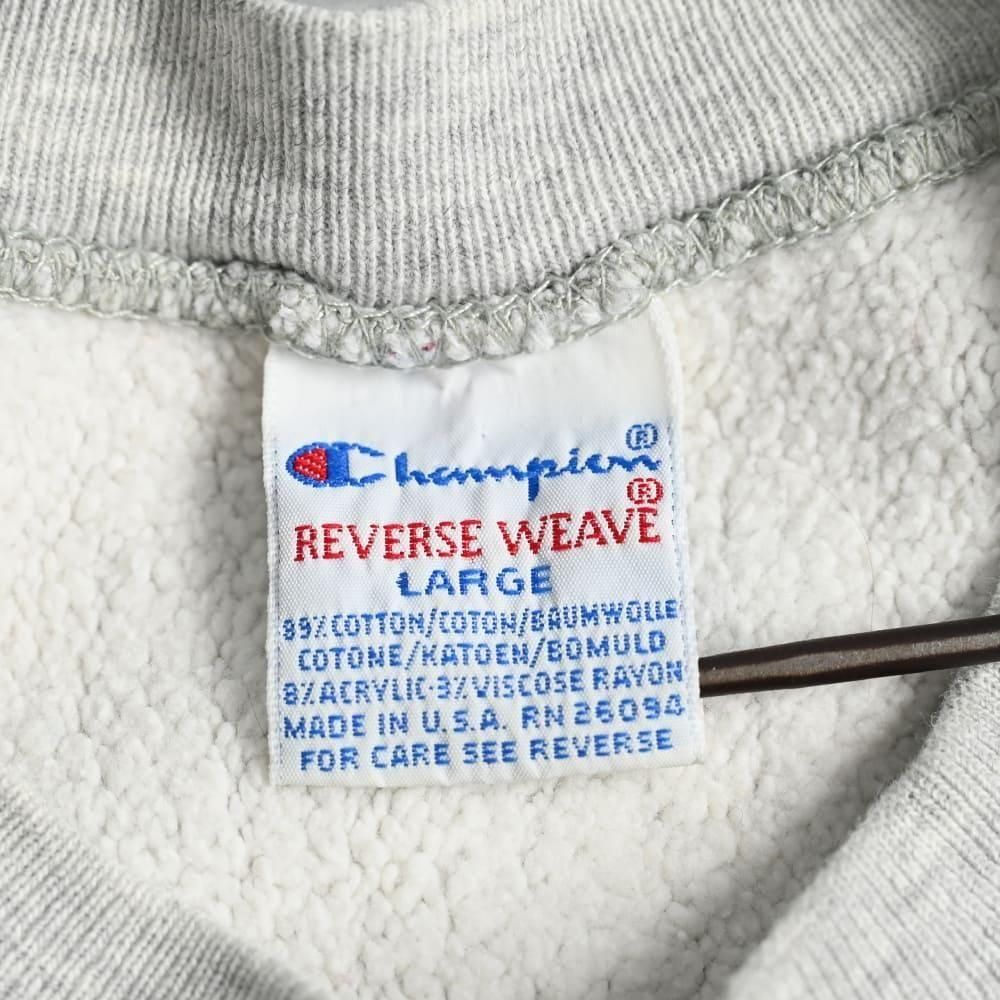 Champion®
REVERSE WEAVE®
LARGE
89% COTTON/COTON/BAUMWOLLE
COTONE/KATOEN/BOMULD
8% ACRYLIC-3% VISCOSE RAYON
MADE IN U.S.A. RN 26094
FOR CARE SEE REVERSE